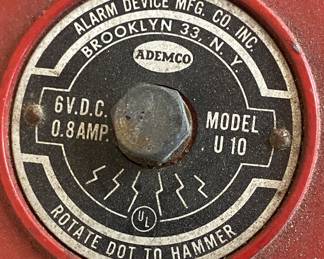 ALARM DEVICE MFG. CO. INC.
BROOKLYN 33, N.Y.
ADEMCO
6V.D.C.
0.8AMP.
MODEL
U 10
UL
ROTATE DOT TO HAMMER